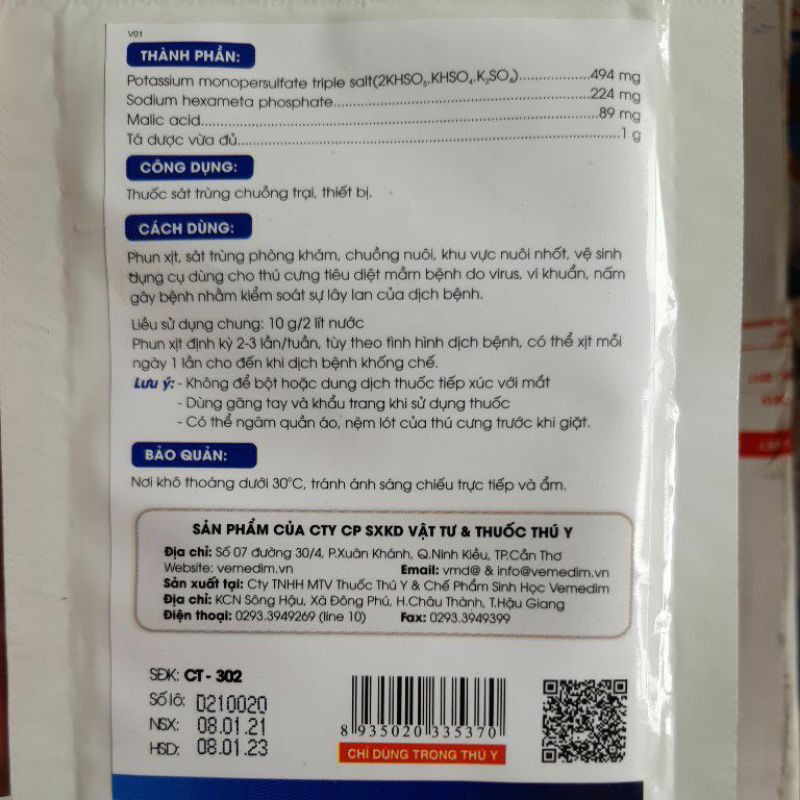 V01
THÀNH PHẦN:
Potassium monopersulfate triple salt(2KHSO₅.KHSO₄.K₂SO₄)..................494 mg
Sodium hexameta phosphate..................224 mg
Malic acid..................89 mg
Tá dược vừa đủ..................1 g
CÔNG DỤNG:
Thuốc sát trùng chuồng trại, thiết bị.
CÁCH DÙNG:
Phun xịt, sát trùng phòng khám, chuồng nuôi, khu vực nuôi nhốt, vệ sinh
dụng cụ dùng cho thú cưng tiêu diệt mầm bệnh do virus, vi khuẩn, nấm
gây bệnh nhằm kiểm soát sự lây lan của dịch bệnh.
Liều sử dụng chung: 10 g/2 lít nước
Phun xịt định kỳ 2-3 lần/tuần, tùy theo tình hình dịch bệnh, có thể xịt mỗi
ngày 1 lần cho đến khi dịch bệnh khống chế.
Lưu ý: - Không để bột hoặc dung dịch thuốc tiếp xúc với mắt
- Dùng găng tay và khẩu trang khi sử dụng thuốc
- Có thể ngâm quần áo, nệm lót của thú cưng trước khi giặt.
BẢO QUẢN:
Nơi khô thoáng dưới 30°C, tránh ánh sáng chiếu trực tiếp và ẩm.
SẢN PHẨM CỦA CTY CP SXKD VẬT TƯ & THUỐC THÚ Y
Địa chỉ: Số 07 đường 30/4, P.Xuân Khánh, Q.Ninh Kiều, TP.Cần Thơ
Website: vemedim.vn Email: vmd@ & info@vemedim.vn
Sản xuất tại: Cty TNHH MTV Thuốc Thú Y & Chế Phẩm Sinh Học Vemedim
Địa chỉ: KCN Sông Hậu, Xã Đông Phú, H.Châu Thành, T.Hậu Giang
Điện thoại: 0293.3949269 (line 10) Fax: 0293.3949399
SĐK: CT - 302
Số lô: 0210020
NSX: 08.01.21
HSD: 08.01.23
8 935020 335370
CHỈ DÙNG TRONG THÚ Y